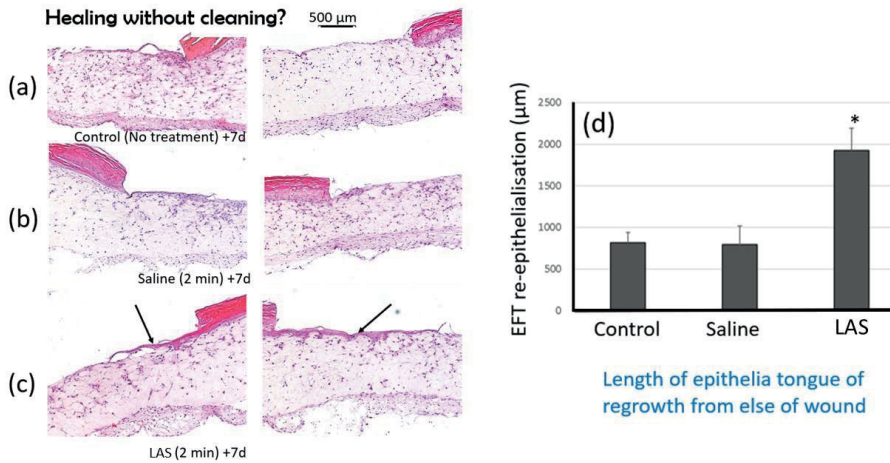 Healing without cleaning?
500 µm
(a)
Control (No treatment) +7d
(b)
Saline (2 min) +7d
(c)
LAS (2 min) +7d
(d)
EFT re-epithelialisation (µm)
2500
2000
1500
1000
500
0
*
Control Saline LAS
Length of epithelia tongue of
regrowth from else of wound